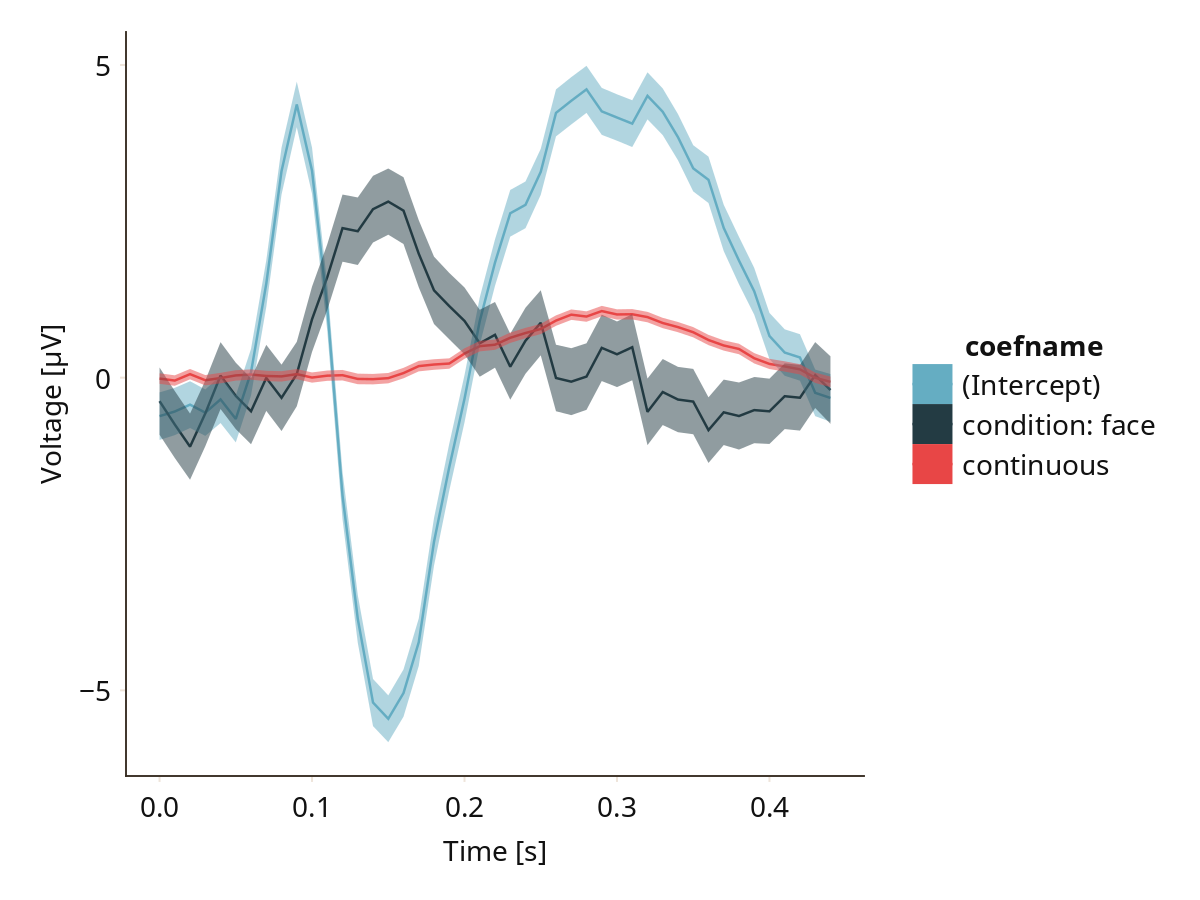 5
0
−5
Voltage [µV]
0.0
0.1
0.2
0.3
0.4
Time [s]
coefname
(Intercept)
condition: face
continuous